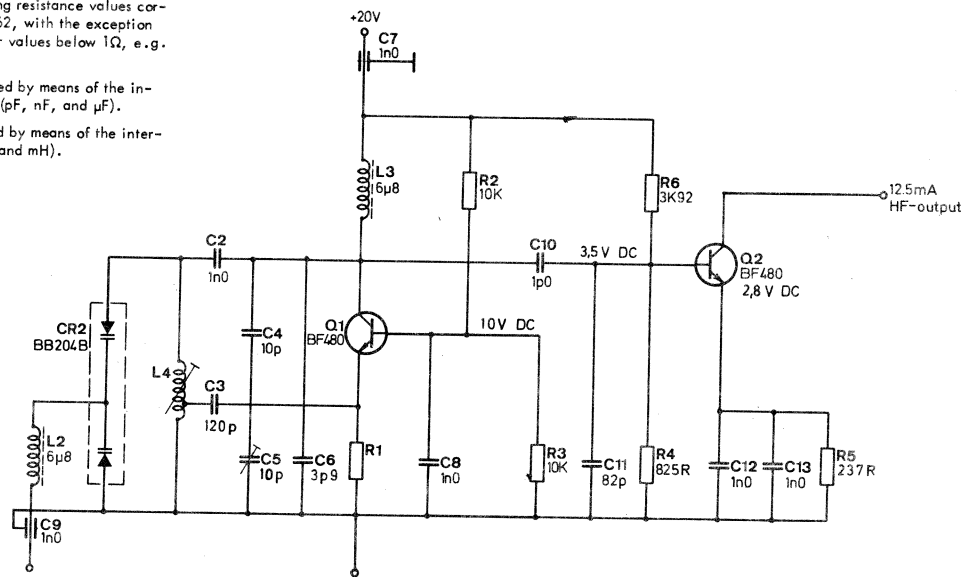 ng resistance values cor-
62, with the exception
r values below 1Ω, e.g.
ed by means of the in-
(pF, nF, and µF).
d by means of the inter-
and mH).
+20V
C7
1n0
L3
6µ8
R2
10K
R6
3K92
12.5mA
HF-output
C2
1n0
C10
1p0
3,5 V DC
Q2
BF480
2,8 V DC
CR2
BB204B
C4
10p
Q1
BF480
10V DC
L4
C3
120p
L2
6µ8
C5
10p
C6
3p9
R1
C8
1n0
R3
10K
C11
82p
R4
825R
C12
1n0
C13
1n0
R5
237R
C9
1n0